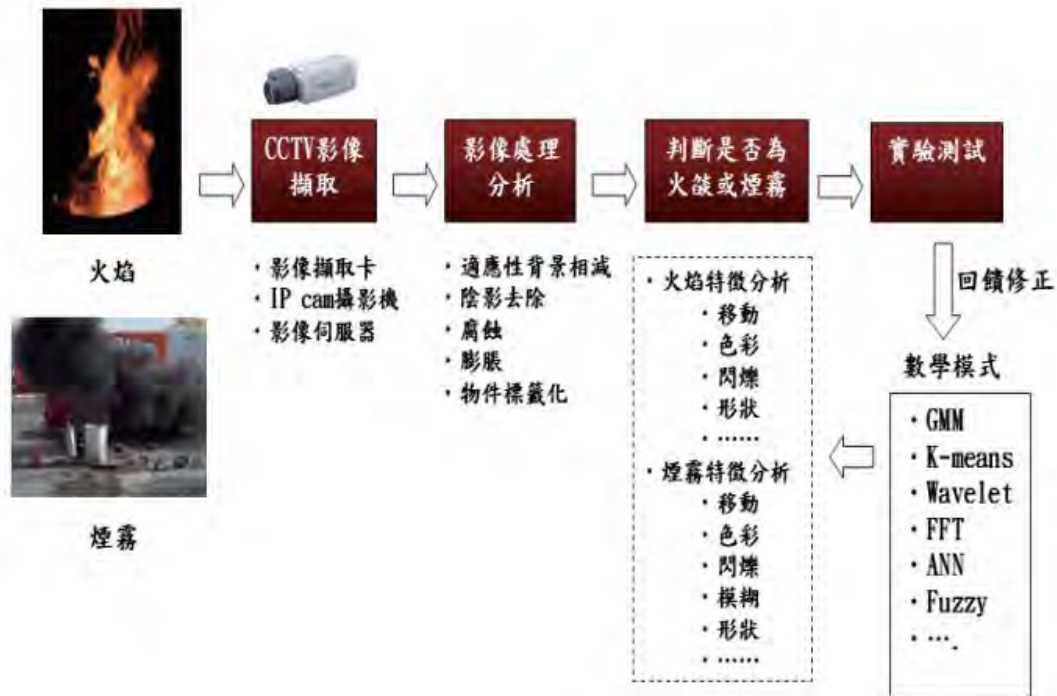 火焰
煙霧
CCTV影像
擷取
・影像擷取卡
・IP cam攝影機
・影像伺服器
影像處理
分析
・適應性背景相減
・陰影去除
・腐蝕
・膨脹
・物件標籤化
判斷是否為
火燄或煙霧
・火焰特徵分析
・移動
・色彩
・閃爍
・形狀
・……
・煙霧特徵分析
・移動
・色彩
・閃爍
・模糊
・形狀
・……
實驗測試
回饋修正
數學模式
・GMM
・K-means
・Wavelet
・FFT
・ANN
・Fuzzy
・….